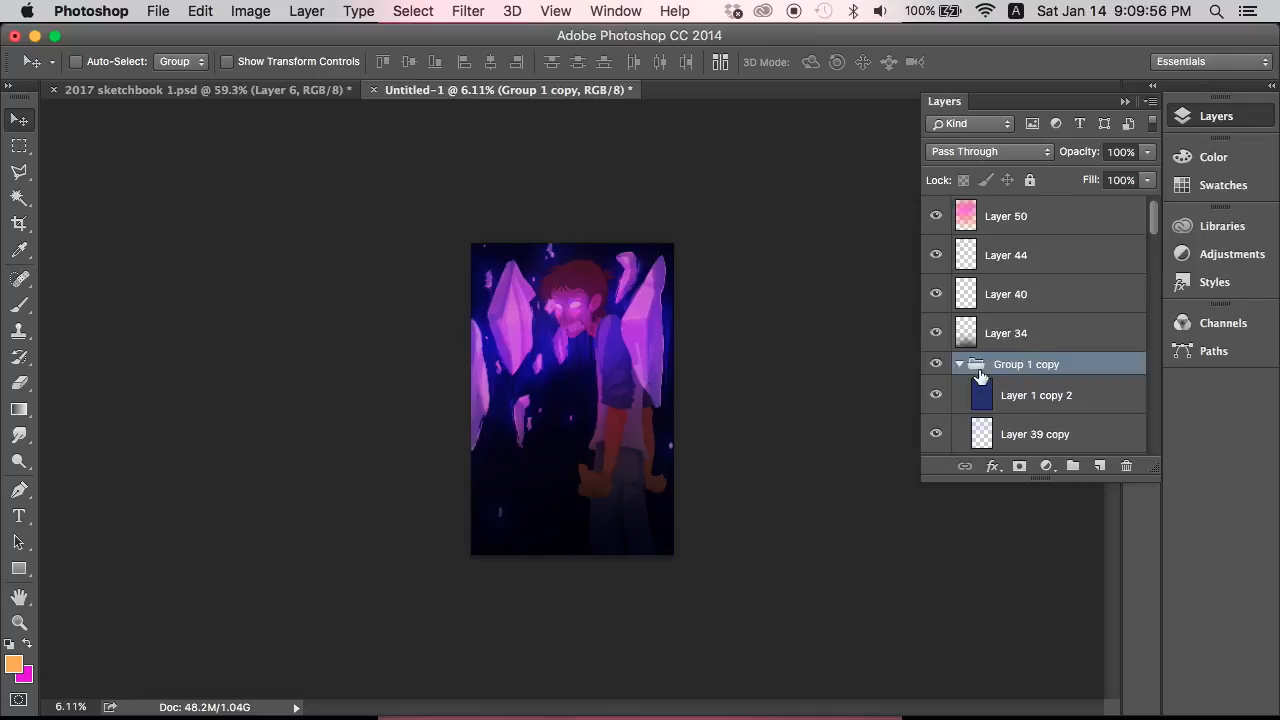 Photoshop File Edit Image Layer Type Select Filter 3D View Window Help 100% A Sat Jan 14 9:09:56 PM
Adobe Photoshop CC 2014
Auto-Select: Group Show Transform Controls 3D Mode: Essentials
2017 sketchbook 1.psd @ 59.3% (Layer 6, RGB/8) * Untitled-1 @ 6.11% (Group 1 copy, RGB/8) *
Layers
Kind
Pass Through Opacity: 100%
Lock: Fill: 100%
Layer 50
Layer 44
Layer 40
Layer 34
Group 1 copy
Layer 1 copy 2
Layer 39 copy
fx
Layers
Color
Swatches
Libraries
Adjustments
Styles
Channels
Paths
T
6.11% Doc: 48.2M/1.04G